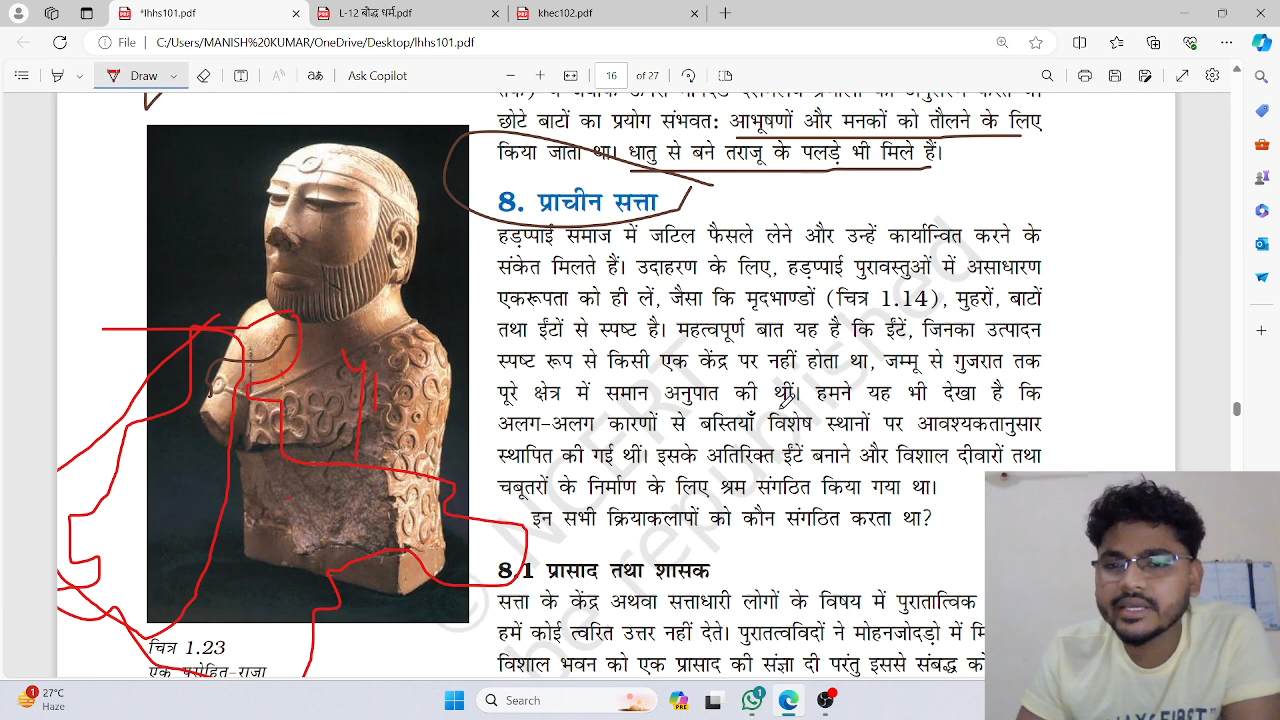 *lhhs101.pdf
L-12 बौद्ध धर्म.pdf
khec102.pdf
File
C:/Users/MANISH%20KUMAR/OneDrive/Desktop/lhhs101.pdf
Draw
Ask Copilot
16 of 27
छोटे बाटों का प्रयोग संभवत: आभूषणों और मनकों को तौलने के लिए
किया जाता था। धातु से बने तराजू के पलड़े भी मिले हैं।
8. प्राचीन सत्ता
हड़प्पाई समाज में जटिल फैसले लेने और उन्हें कार्यान्वित करने के
संकेत मिलते हैं। उदाहरण के लिए, हड़प्पाई पुरावस्तुओं में असाधारण
एकरूपता को ही लें, जैसा कि मृदभाण्डों (चित्र 1.14), मुहरों, बाटों
तथा ईंटों से स्पष्ट है। महत्वपूर्ण बात यह है कि ईंटें, जिनका उत्पादन
स्पष्ट रूप से किसी एक केंद्र पर नहीं होता था, जम्मू से गुजरात तक
पूरे क्षेत्र में समान अनुपात की थीं। हमने यह भी देखा है कि
अलग-अलग कारणों से बस्तियाँ विशेष स्थानों पर आवश्यकतानुसार
स्थापित की गई थीं। इसके अतिरिक्त ईंटें बनाने और विशाल दीवारों तथा
चबूतरों के निर्माण के लिए श्रम संगठित किया गया था।
इन सभी क्रियाकलापों को कौन संगठित करता था?
8.1 प्रासाद तथा शासक
सत्ता के केंद्र अथवा सत्ताधारी लोगों के विषय में पुरातात्विक
हमें कोई त्वरित उत्तर नहीं देते। पुरातत्वविदों ने मोहनजोदड़ो में
विशाल भवन को एक प्रासाद की संज्ञा दी परंतु इससे संबद्ध
चित्र 1.23
एक पुरोहित-राजा
© NCERT
be republished
27°C
Haze
Search